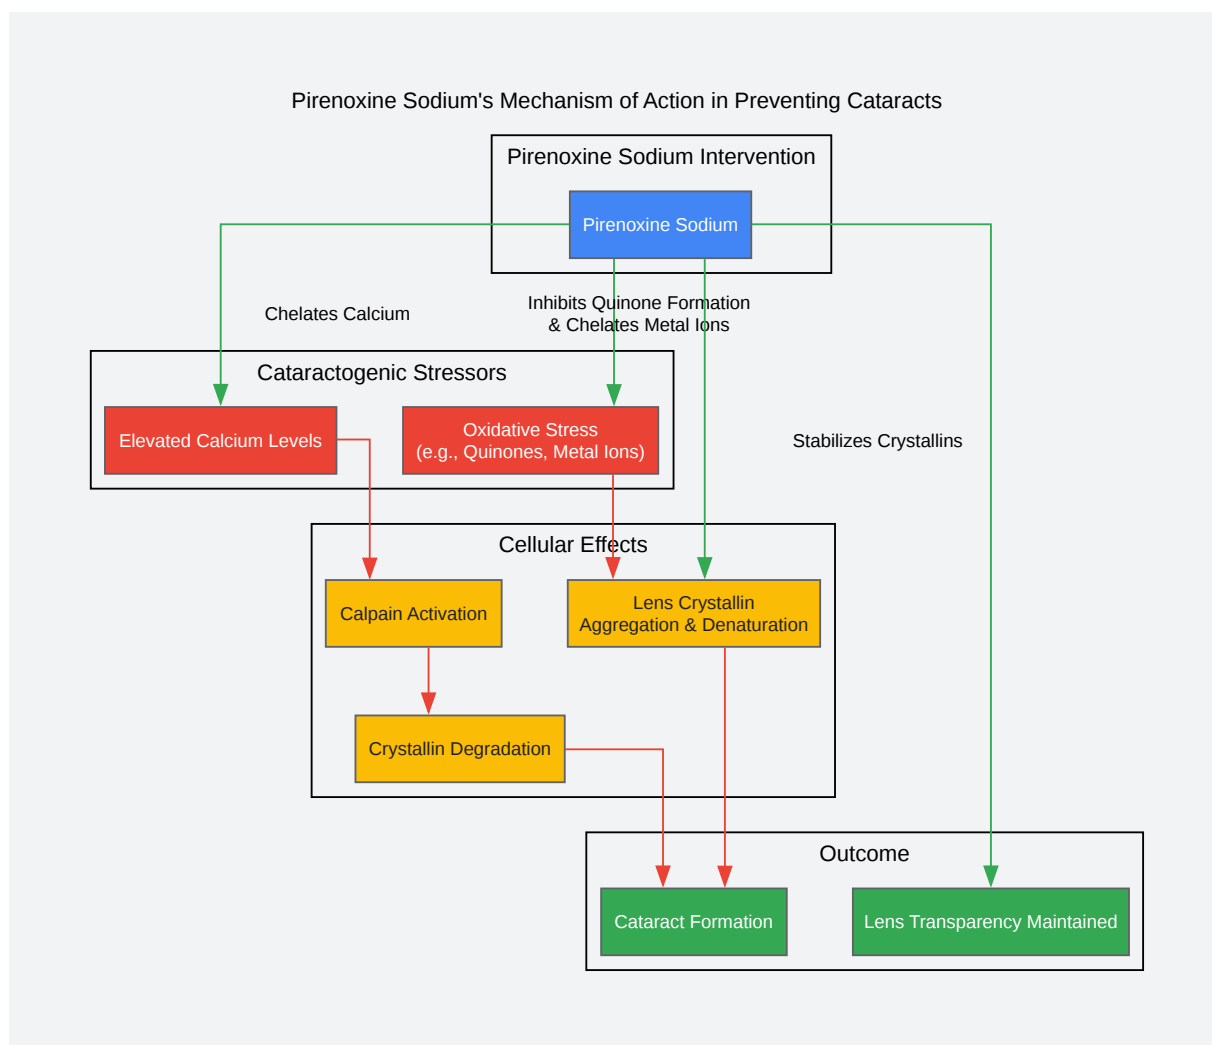 Pirenoxine Sodium's Mechanism of Action in Preventing Cataracts
Pirenoxine Sodium Intervention
Pirenoxine Sodium
Chelates Calcium
Inhibits Quinone Formation
& Chelates Metal Ions
Cataractogenic Stressors
Elevated Calcium Levels
Oxidative Stress
(e.g., Quinones, Metal Ions)
Stabilizes Crystallins
Cellular Effects
Calpain Activation
Lens Crystallin
Aggregation & Denaturation
Crystallin Degradation
Outcome
Cataract Formation
Lens Transparency Maintained